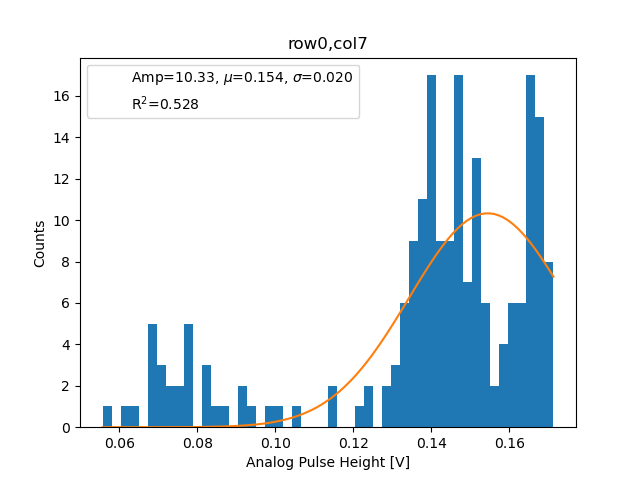 row0,col7
Amp=10.33, μ=0.154, σ=0.020
R²=0.528
16
14
12
10
8
6
4
2
0
Counts
0.06 0.08 0.10 0.12 0.14 0.16
Analog Pulse Height [V]